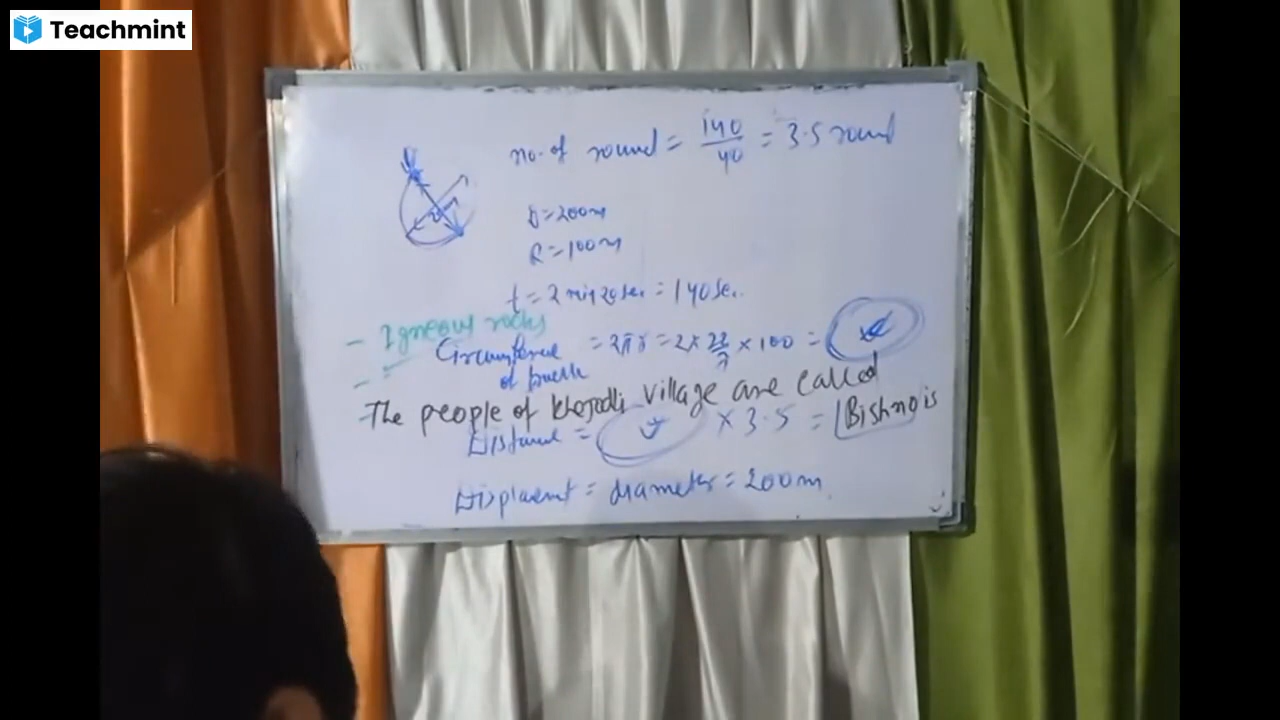 Teachmint
no. of round = 140/40 = 3.5 round
D = 200m
R = 100m
t = 2 min 20 sec = 140 sec.
- Igneous rocks
Circumference of = 2πr = 2 × 22/7 × 100 =
The people of Khejadli village are called Bishnois
Distance = × 3.5 =
Displacemt = diameter = 200m